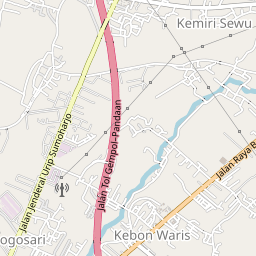 Kemiri Sewu
Jalan Tol Gempol-Pandaan
Jalan Jenderal Urip Sumoharjo
Jalan Raya B
ogosari
Kebon Waris